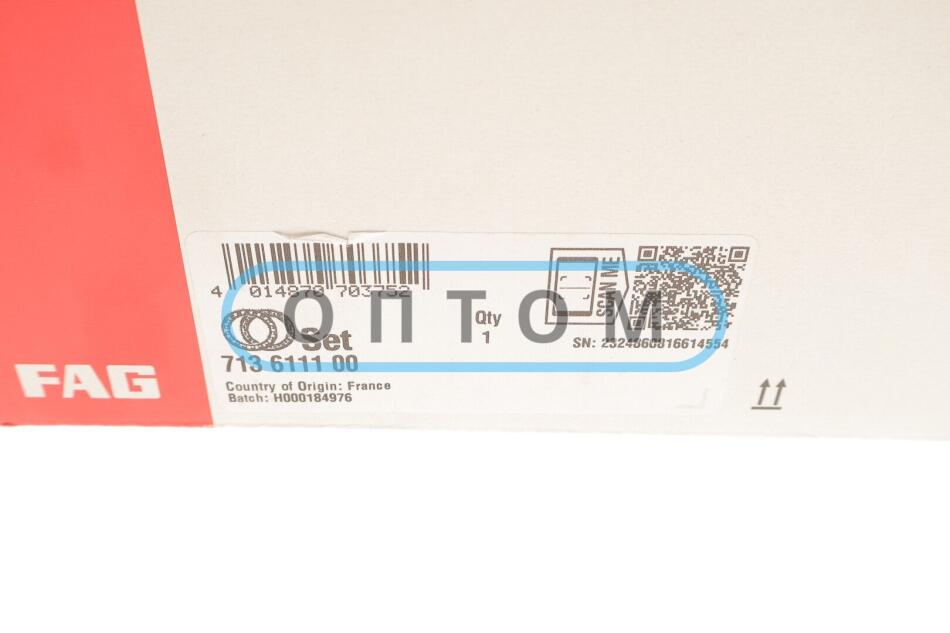 4 014870 703752
Set
713 6111 00
Country of Origin: France
Batch: H000184976
Qty
1
SCAN ME
SN: 2324860816614554
FAG
ОПТОМ